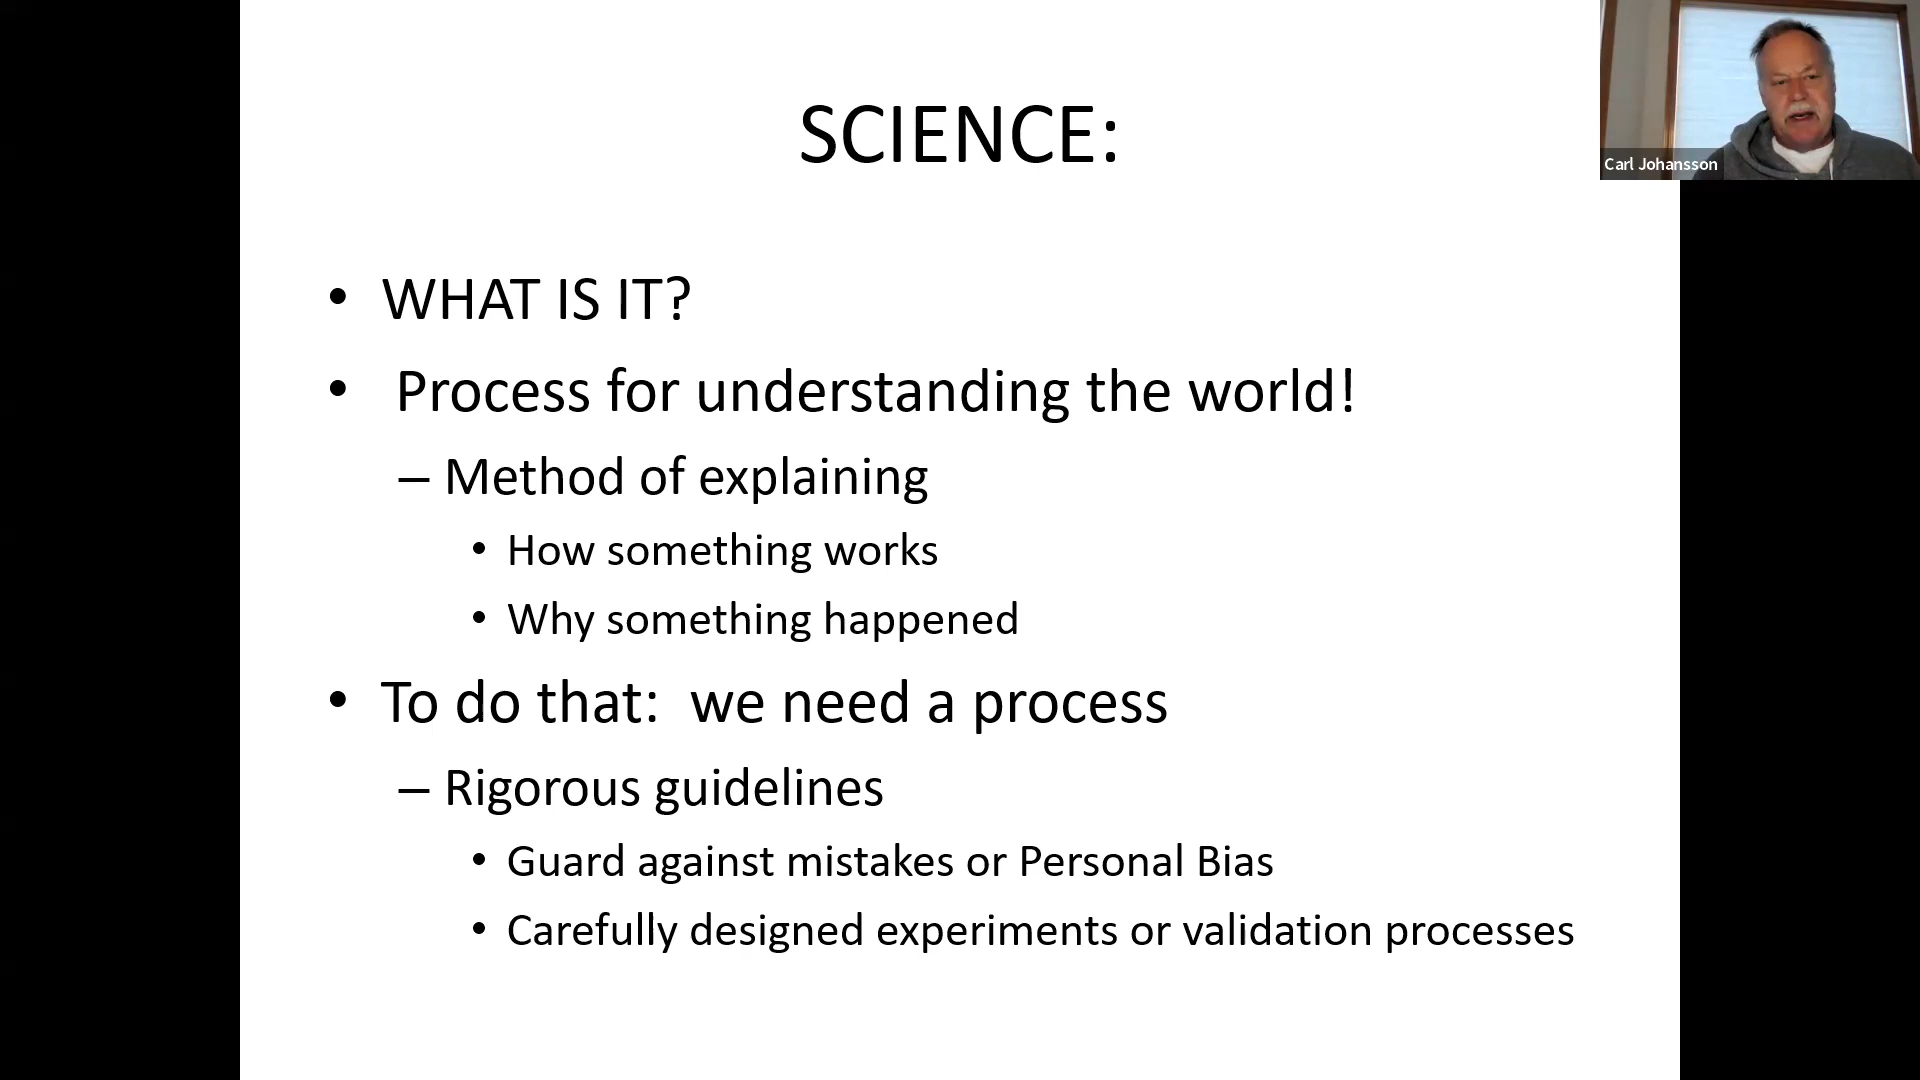 SCIENCE:
Carl Johansson
• WHAT IS IT?
• Process for understanding the world!
– Method of explaining
• How something works
• Why something happened
• To do that:  we need a process
– Rigorous guidelines
• Guard against mistakes or Personal Bias
• Carefully designed experiments or validation processes